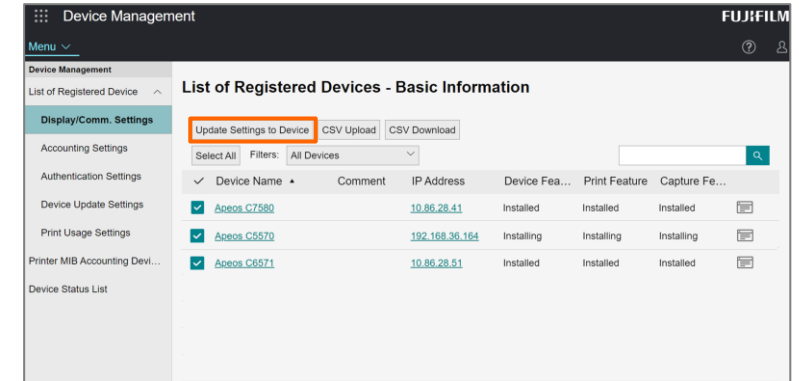 Device Management
FUJIFILM
Menu
Device Management
List of Registered Device
Display/Comm. Settings
Accounting Settings
Authentication Settings
Device Update Settings
Print Usage Settings
Printer MIB Accounting Devi...
Device Status List
List of Registered Devices - Basic Information
Update Settings to Device CSV Upload CSV Download
Select All Filters: All Devices
Device Name Comment IP Address Device Fea... Print Feature Capture Fe...
Apeos C7580 10.86.28.41 Installed Installed Installed
Apeos C5570 192.168.36.164 Installing Installing Installing
Apeos C6571 10.86.28.51 Installed Installed Installed